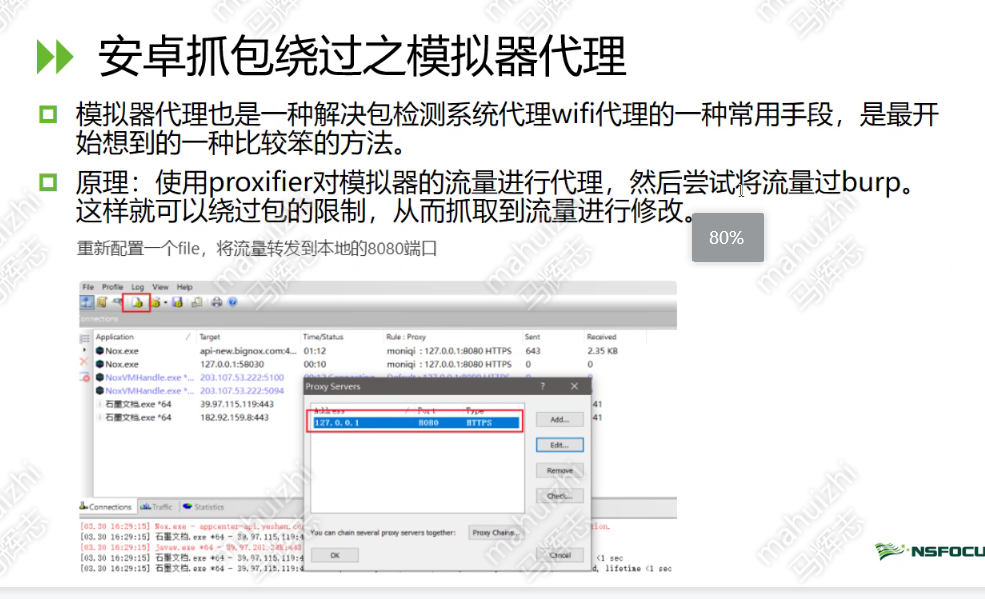 安卓抓包绕过之模拟器代理
模拟器代理也是一种解决包检测系统代理wifi代理的一种常用手段，是最开
始想到的一种比较笨的方法。
原理：使用proxifier对模拟器的流量进行代理，然后尝试将流量过burp。
这样就可以绕过包的限制，从而抓取到流量进行修改。
80%
重新配置一个file，将流量转发到本地的8080端口
File Profile Log View Help
onnections
Application Target Time/Status Rule : Proxy Sent Received
Nox.exe api-new.bignox.com:4... 01:12 moniqi : 127.0.0.1:8080 HTTPS 643 2.35 KB
Nox.exe 127.0.0.1:58030 00:10 moniqi : 127.0.0.1:8080 HTTPS 0 0
NoxVMHandle.exe *... 203.107.53.222:5100
NoxVMHandle.exe *... 203.107.53.222:5094
石墨文档.exe *64 39.97.115.119:443 41
石墨文档.exe *64 182.92.159.8:443 41
Proxy Servers ? ×
Address Port Type
127.0.0.1 8080 HTTPS
Add...
Edit...
Remove
Check...
You can chain several proxy servers together: Proxy Chains...
OK Cancel
Connections Traffic Statistics
[03.30 16:29:15] Nox.exe - appcenter-api.yeshen.co
[03.30 16:29:15] 石墨文档.exe *64 - 39.97.115.119:4
[03.30 16:29:15] javaw.exe *64 - 39.97.201.243:443
[03.30 16:29:15] 石墨文档.exe *64 - 39.97.115.119:4 <1 sec
[03.30 16:29:15] 石墨文档.exe *64 - 39.97.115.119:4 d, lifetime <1 sec
NSFOCU
mahuizhi
马辉志